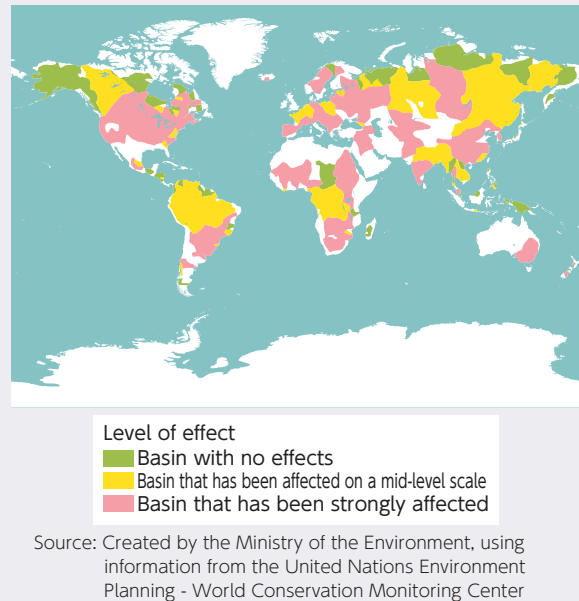 Level of effect
Basin with no effects
Basin that has been affected on a mid-level scale
Basin that has been strongly affected
Source: Created by the Ministry of the Environment, using
information from the United Nations Environment
Planning - World Conservation Monitoring Center